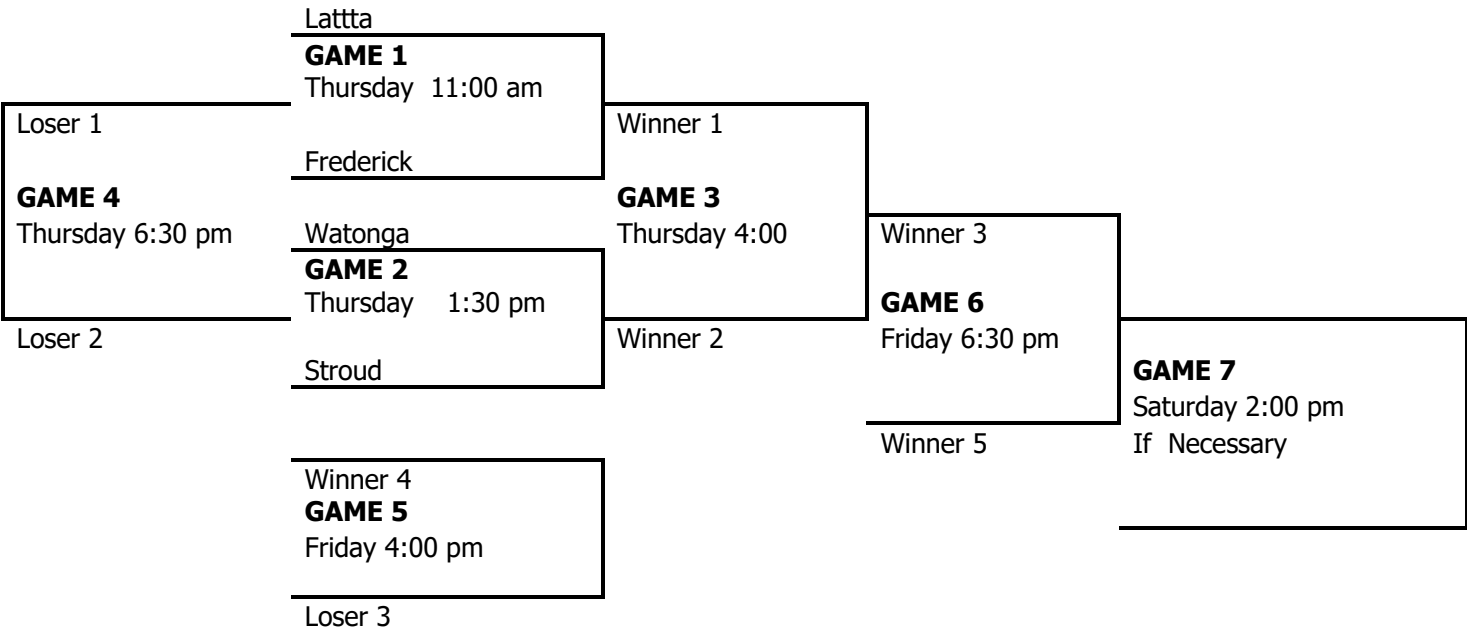 Lattta
GAME 1
Thursday 11:00 am
Loser 1
Winner 1
Frederick
GAME 4
GAME 3
Thursday 6:30 pm
Watonga
Thursday 4:00
Winner 3
GAME 2
Thursday 1:30 pm
GAME 6
Loser 2
Winner 2
Friday 6:30 pm
Stroud
GAME 7
Saturday 2:00 pm
Winner 5
If Necessary
Winner 4
GAME 5
Friday 4:00 pm
Loser 3